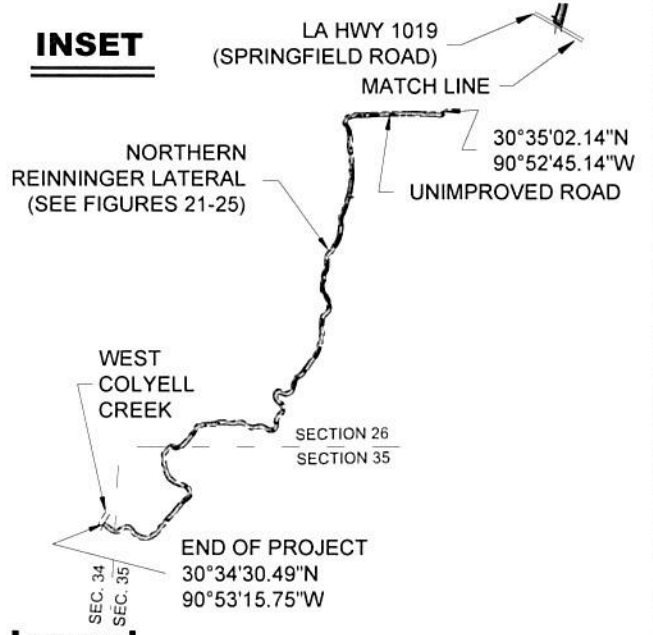 INSET
LA HWY 1019
(SPRINGFIELD ROAD)
MATCH LINE
30°35'02.14"N
90°52'45.14"W
UNIMPROVED ROAD
NORTHERN
REINNINGER LATERAL
(SEE FIGURES 21-25)
WEST
COLYELL
CREEK
SECTION 26
SECTION 35
END OF PROJECT
30°34'30.49"N
90°53'15.75"W
SEC. 34
SEC. 35